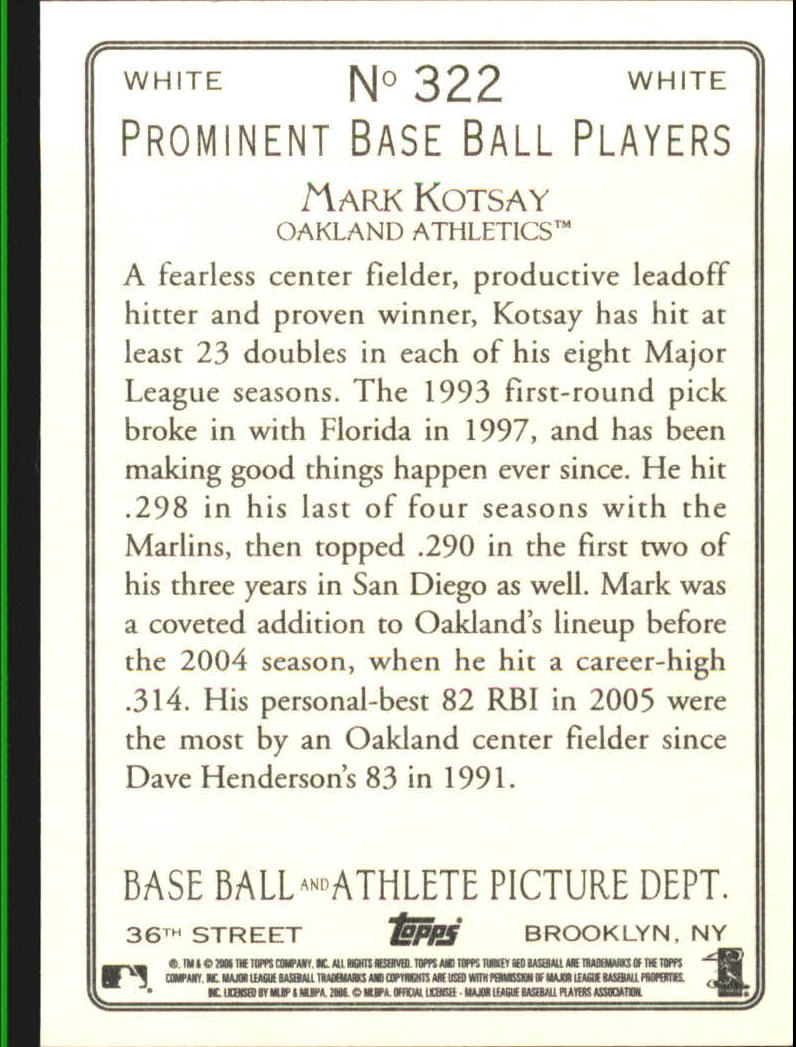 WHITE Nº 322 WHITE
PROMINENT BASE BALL PLAYERS
MARK KOTSAY
OAKLAND ATHLETICS™
A fearless center fielder, productive leadoff
hitter and proven winner, Kotsay has hit at
least 23 doubles in each of his eight Major
League seasons. The 1993 first-round pick
broke in with Florida in 1997, and has been
making good things happen ever since. He hit
.298 in his last of four seasons with the
Marlins, then topped .290 in the first two of
his three years in San Diego as well. Mark was
a coveted addition to Oakland's lineup before
the 2004 season, when he hit a career-high
.314. His personal-best 82 RBI in 2005 were
the most by an Oakland center fielder since
Dave Henderson's 83 in 1991.
BASE BALL AND ATHLETE PICTURE DEPT.
36TH STREET topps BROOKLYN, NY
®, TM & © 2006 THE TOPPS COMPANY, INC. ALL RIGHTS RESERVED. TOPPS AND TOPPS TURKEY RED BASEBALL ARE TRADEMARKS OF THE TOPPS
COMPANY, INC. MAJOR LEAGUE BASEBALL TRADEMARKS AND COPYRIGHTS ARE USED WITH PERMISSION OF MAJOR LEAGUE BASEBALL PROPERTIES,
INC. LICENSED BY MLBP & MLBPA, 2006. © MLBPA. OFFICIAL LICENSEE - MAJOR LEAGUE BASEBALL PLAYERS ASSOCIATION.